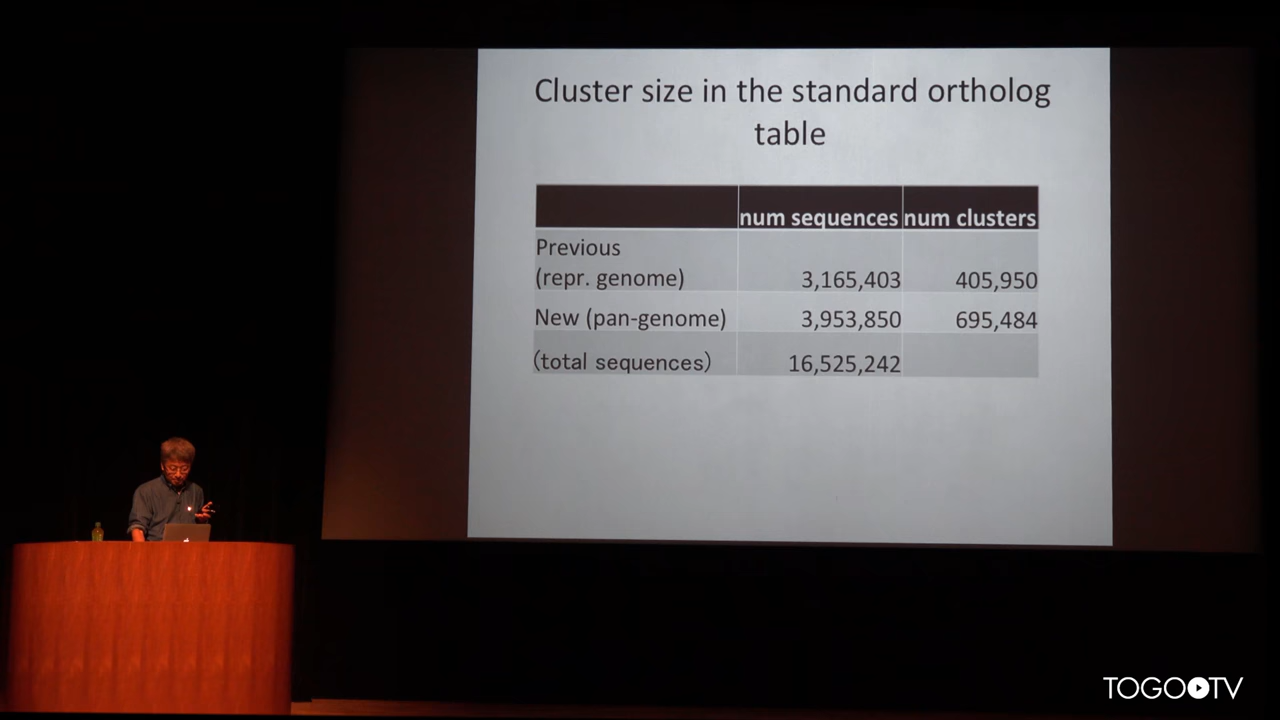 Cluster size in the standard ortholog
table
num sequences num clusters
Previous
(repr. genome) 3,165,403 405,950
New (pan-genome) 3,953,850 695,484
(total sequences) 16,525,242
TOGOTV